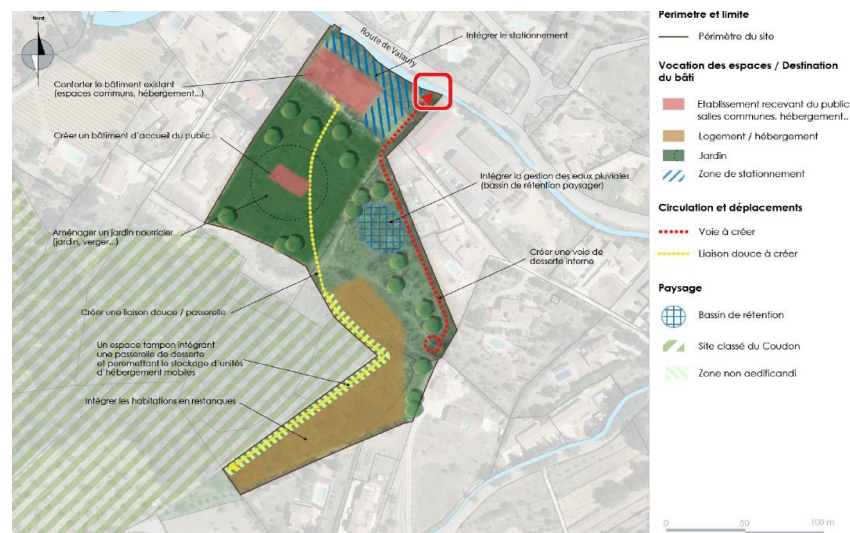 Nord
Route de Valaury
Intégrer le stationnement
Conforter le bâtiment existant
(espaces communs, hébergement...)
Créer un bâtiment d'accueil du public
Intégrer la gestion des eaux pluviales
(bassin de rétention paysager)
Aménager un jardin nourricier
(jardin, verger...)
Créer une voie de
desserte interne
Créer une liaison douce / passerelle
Un espace tampon intégrant
une passerelle de desserte
et peremettant le stockage d'unités
d'hébergement mobiles
Intégrer les habitations en restanques
Périmètre et limite
Périmètre du site
Vocation des espaces / Destination
du bâti
Etablissement recevant du public
salles communes, hébergement..
Logement / hébergement
Jardin
Zone de stationnement
Circulation et déplacements
Voie à créer
Liaison douce à créer
Paysage
Bassin de rétention
Site classé du Coudon
Zone non aedificandi
0 50 100 m